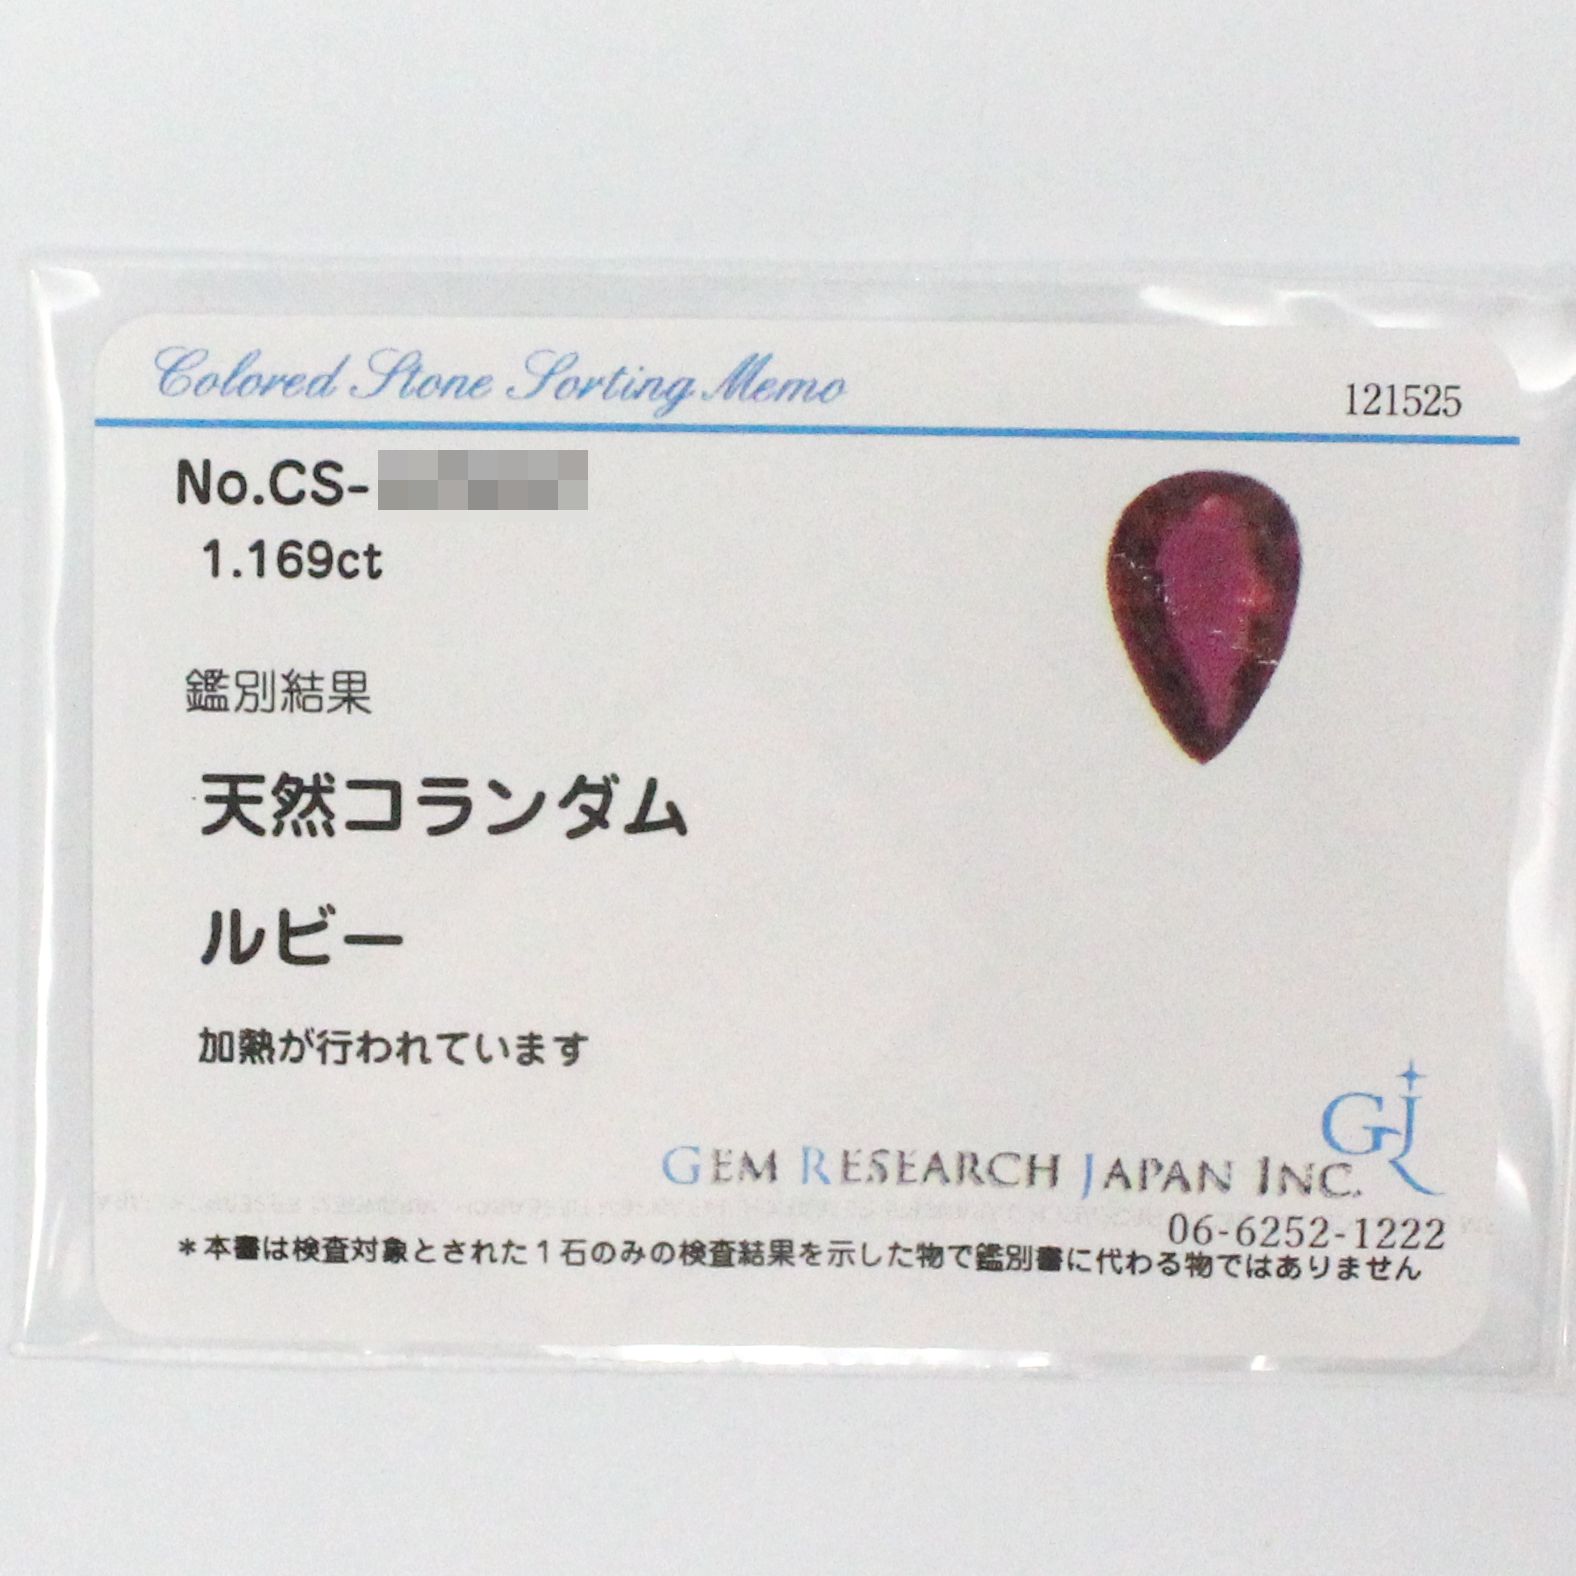 Colored Stone Sorting Memo
121525
No.CS-
1.169ct
鑑別結果
天然コランダム
ルビー
加熱が行われています
GJ
GEM RESEARCH JAPAN INC.
06-6252-1222
*本書は検査対象とされた1石のみの検査結果を示した物で鑑別書に代わる物ではありません